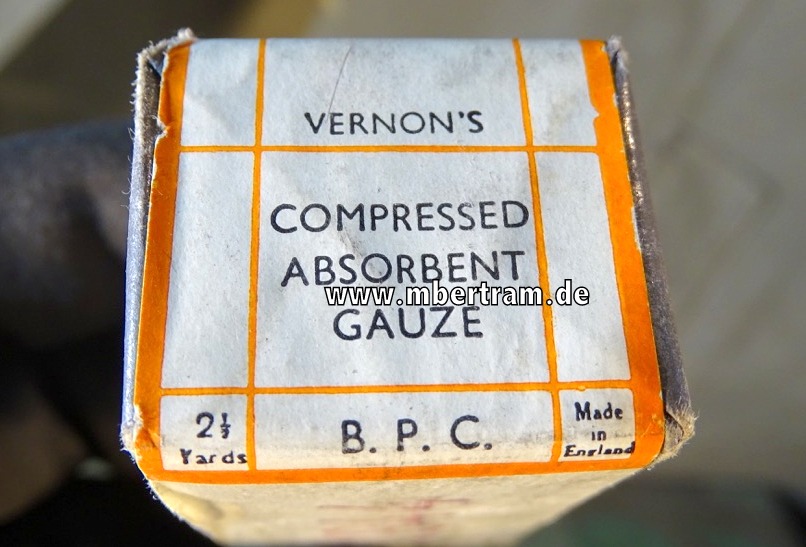 VERNON'S
COMPRESSED
ABSORBENT
www.mbertram.de
GAUZE
2½
Yards
B. P. C.
Made
in
England